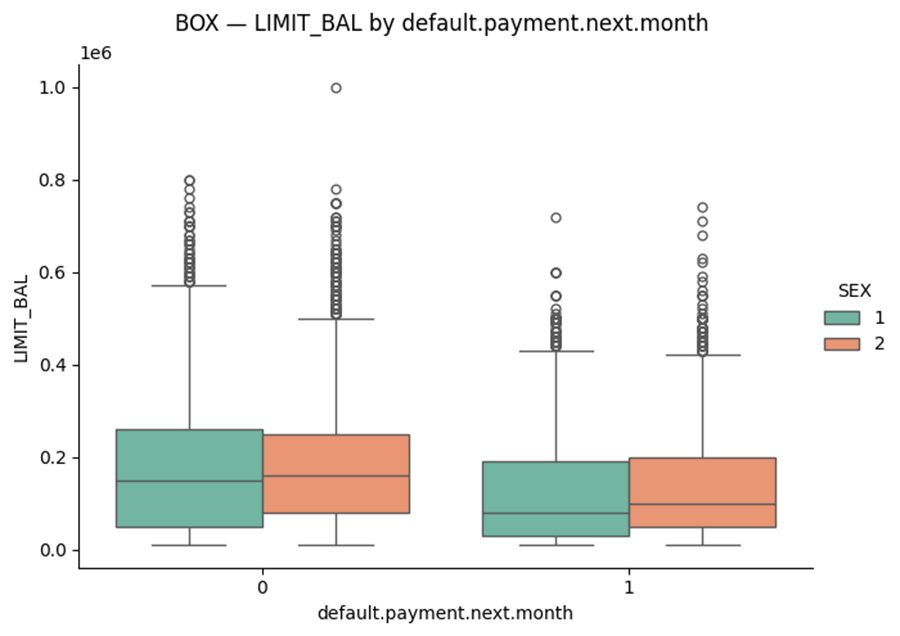 BOX — LIMIT_BAL by default.payment.next.month
1e6
1.0
0.8
0.6
0.4
0.2
0.0
LIMIT_BAL
0
1
default.payment.next.month
SEX
1
2